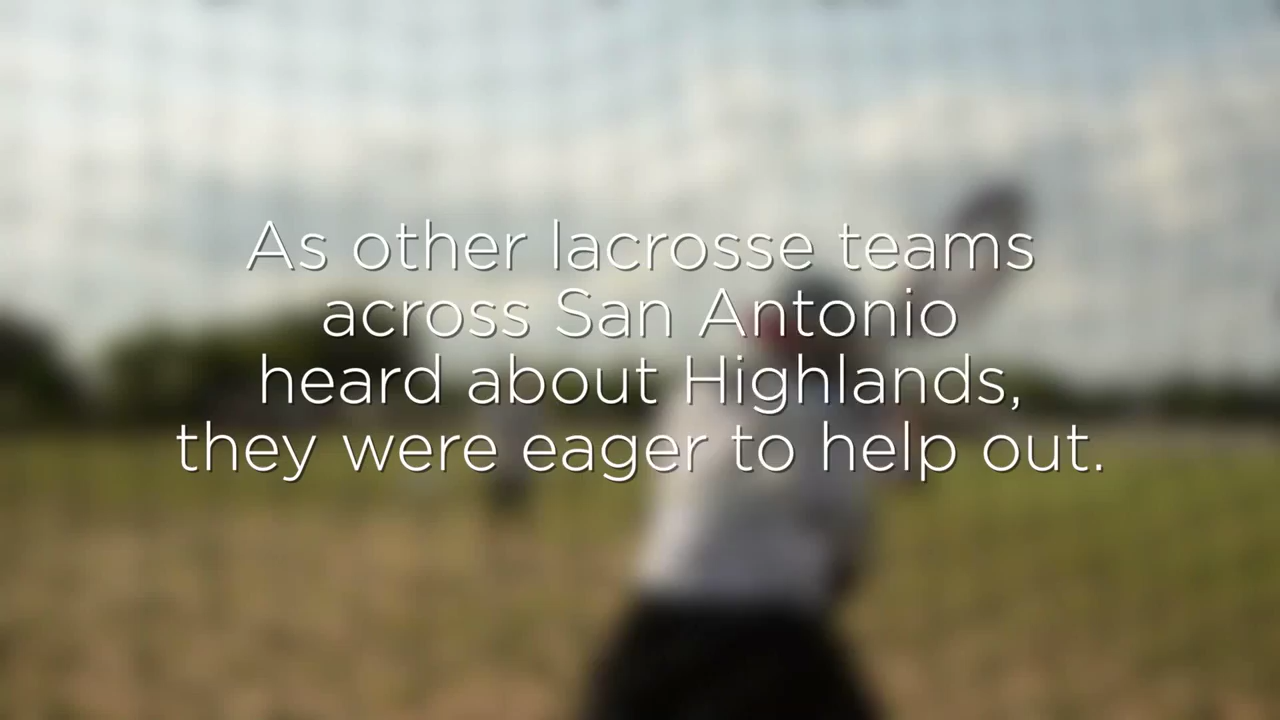 As other lacrosse teams
across San Antonio
heard about Highlands,
they were eager to help out.